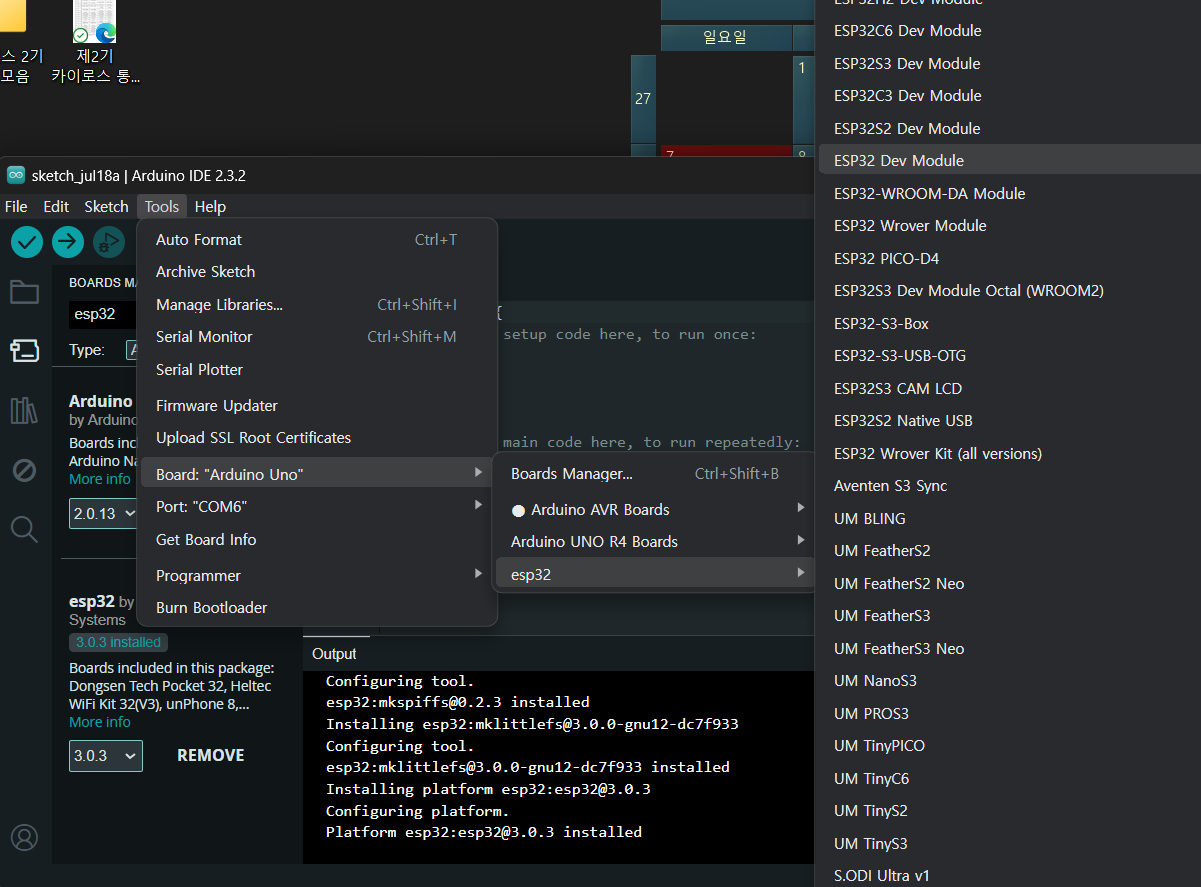 스 2기
모음
제2기
카이로스 통...
일요일
27
1
7
8
sketch_jul18a | Arduino IDE 2.3.2
File Edit Sketch Tools Help
Auto Format Ctrl+T
Archive Sketch
Manage Libraries... Ctrl+Shift+I
Serial Monitor Ctrl+Shift+M
Serial Plotter
Firmware Updater
Upload SSL Root Certificates
Board: "Arduino Uno"
Port: "COM6"
Get Board Info
Programmer
Burn Bootloader
Boards Manager... Ctrl+Shift+B
Arduino AVR Boards
Arduino UNO R4 Boards
esp32
ESP32H2 Dev Module
ESP32C6 Dev Module
ESP32S3 Dev Module
ESP32C3 Dev Module
ESP32S2 Dev Module
ESP32 Dev Module
ESP32-WROOM-DA Module
ESP32 Wrover Module
ESP32 PICO-D4
ESP32S3 Dev Module Octal (WROOM2)
ESP32-S3-Box
ESP32-S3-USB-OTG
ESP32S3 CAM LCD
ESP32S2 Native USB
ESP32 Wrover Kit (all versions)
Aventen S3 Sync
UM BLING
UM FeatherS2
UM FeatherS2 Neo
UM FeatherS3
UM FeatherS3 Neo
UM NanoS3
UM PROS3
UM TinyPICO
UM TinyC6
UM TinyS2
UM TinyS3
S.ODI Ultra v1
BOARDS MA
esp32
Type: A
Arduino
by Arduino
Boards inc
Arduino Na
More info
2.0.13
esp32 by
Systems
3.0.3 installed
Boards included in this package:
Dongsen Tech Pocket 32, Heltec
WiFi Kit 32(V3), unPhone 8,...
More info
3.0.3 REMOVE
{
setup code here, to run once:
main code here, to run repeatedly:
Output
Configuring tool.
esp32:mkspiffs@0.2.3 installed
Installing esp32:mklittlefs@3.0.0-gnu12-dc7f933
Configuring tool.
esp32:mklittlefs@3.0.0-gnu12-dc7f933 installed
Installing platform esp32:esp32@3.0.3
Configuring platform.
Platform esp32:esp32@3.0.3 installed